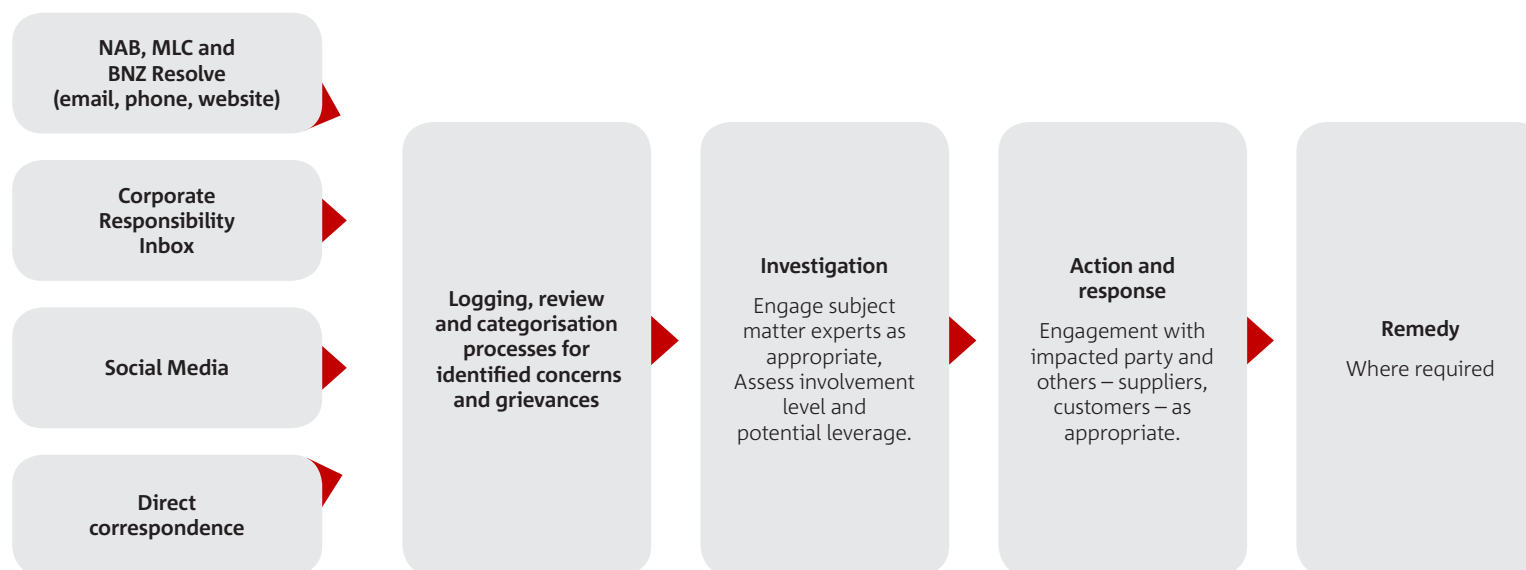 NAB, MLC and
BNZ Resolve
(email, phone, website)
Corporate
Responsibility
Inbox
Social Media
Direct
correspondence
Logging, review
and categorisation
processes for
identified concerns
and grievances
Investigation
Engage subject
matter experts as
appropriate,
Assess involvement
level and
potential leverage.
Action and
response
Engagement with
impacted party and
others – suppliers,
customers – as
appropriate.
Remedy
Where required